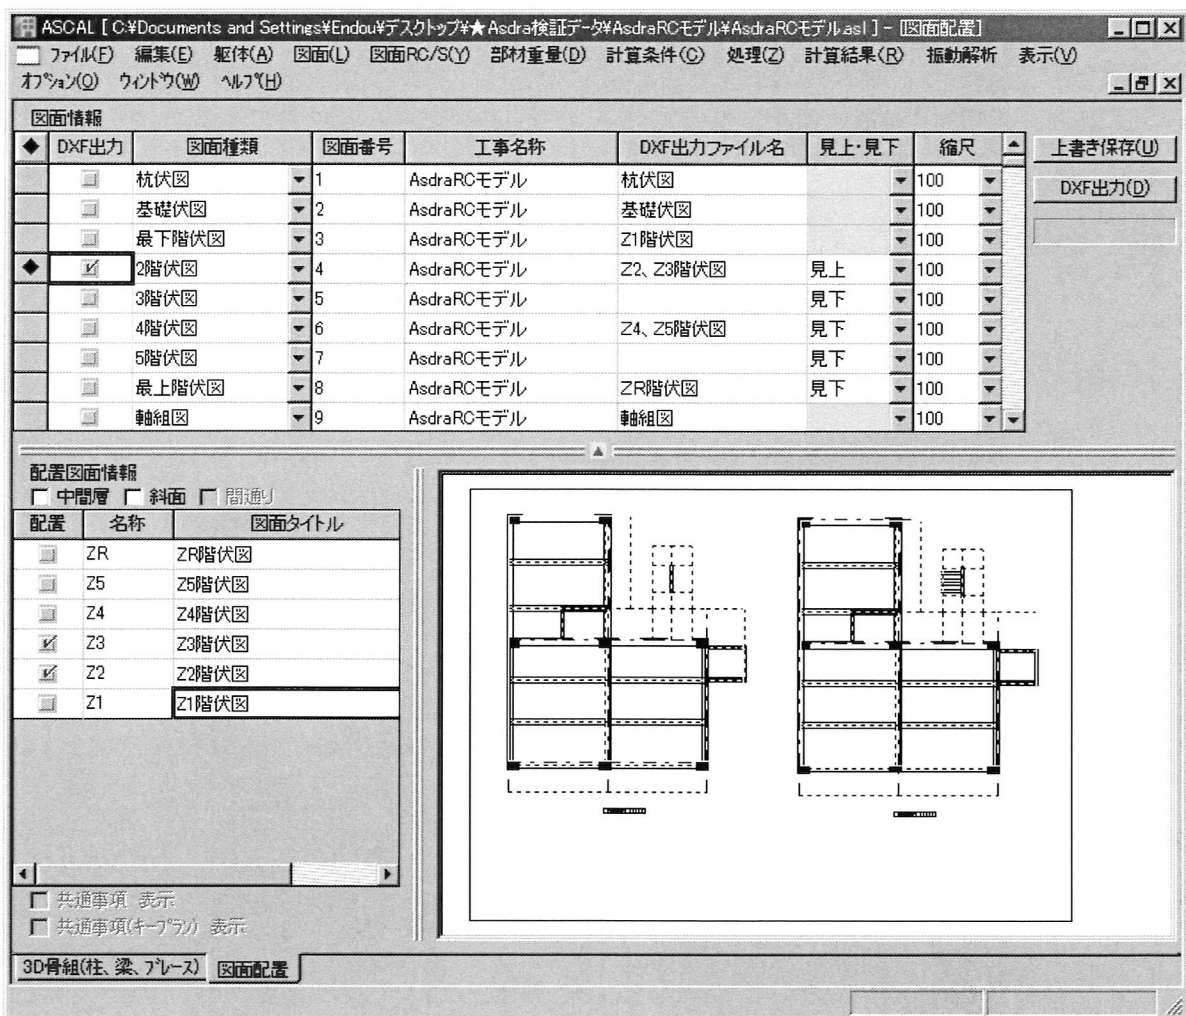 ASCAL [ C:¥Documents and Settings¥Endou¥デスクトップ¥★Asdra検証データ¥AsdraRCモデル¥AsdraRCモデル.asl ] - [図面配置]
ファイル(F) 編集(E) 躯体(A) 図面(L) 図面RC/S(Y) 部材重量(D) 計算条件(C) 処理(Z) 計算結果(R) 振動解析 表示(V)
オプション(O) ウィンドウ(W) ヘルプ(H)
図面情報
DXF出力 図面種類 図面番号 工事名称 DXF出力ファイル名 見上・見下 縮尺
上書き保存(U)
DXF出力(D)
杭伏図 1 AsdraRCモデル 杭伏図 100
基礎伏図 2 AsdraRCモデル 基礎伏図 100
最下階伏図 3 AsdraRCモデル Z1階伏図 100
2階伏図 4 AsdraRCモデル Z2、Z3階伏図 見上 100
3階伏図 5 AsdraRCモデル 見下 100
4階伏図 6 AsdraRCモデル Z4、Z5階伏図 見下 100
5階伏図 7 AsdraRCモデル 見下 100
最上階伏図 8 AsdraRCモデル ZR階伏図 見下 100
軸組図 9 AsdraRCモデル 軸組図 100
配置図面情報
中間層 斜面 間通り
配置 名称 図面タイトル
ZR ZR階伏図
Z5 Z5階伏図
Z4 Z4階伏図
Z3 Z3階伏図
Z2 Z2階伏図
Z1 Z1階伏図
共通事項 表示
共通事項(キープラン) 表示
3D骨組(柱、梁、ブレース) 図面配置